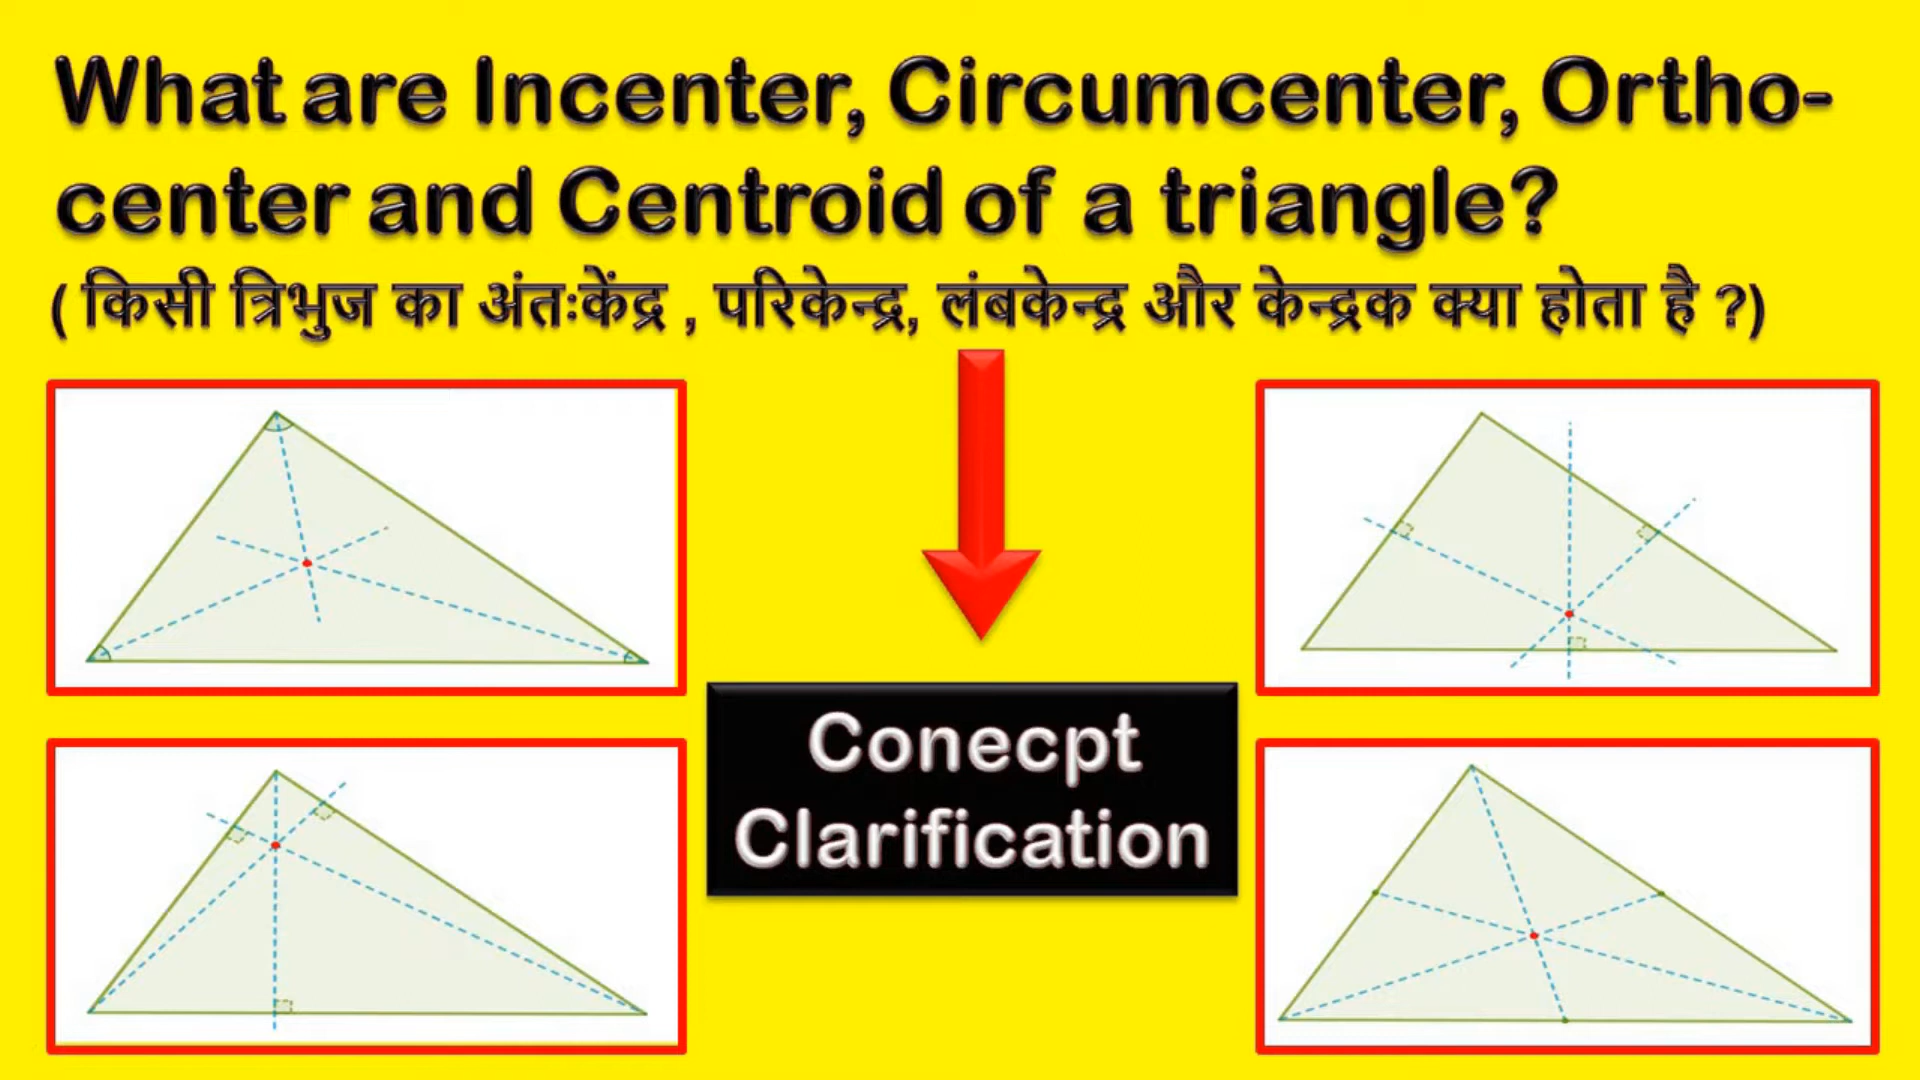 What are Incenter, Circumcenter, Ortho-
center and Centroid of a triangle?
( किसी त्रिभुज का अंतःकेंद्र , परिकेन्द्र, लंबकेन्द्र और केन्द्रक क्या होता है ?)
Conecpt
Clarification